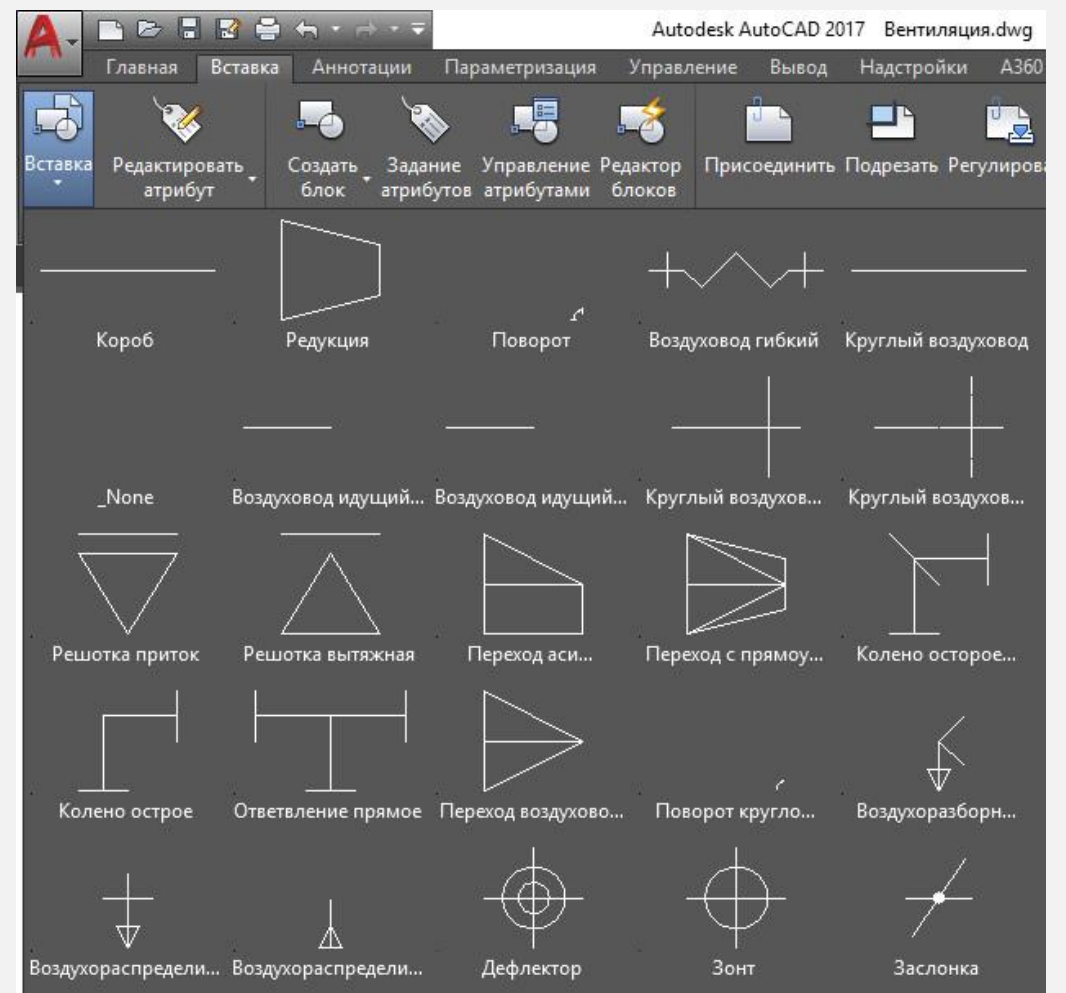 Autodesk AutoCAD 2017 Вентиляция.dwg
Главная Вставка Аннотации Параметризация Управление Вывод Надстройки A360
Вставка Редактировать атрибут Создать блок Задание атрибутов Управление атрибутами Редактор блоков Присоединить Подрезать Регулиров
Короб Редукция Поворот Воздуховод гибкий Круглый воздуховод
_None Воздуховод идущий... Воздуховод идущий... Круглый воздухов... Круглый воздухов...
Решотка приток Решотка вытяжная Переход аси... Переход с прямоу... Колено осторое...
Колено острое Ответвление прямое Переход воздухово... Поворот кругло... Воздухоразборн...
Воздухораспредели... Воздухораспредели... Дефлектор Зонт Заслонка